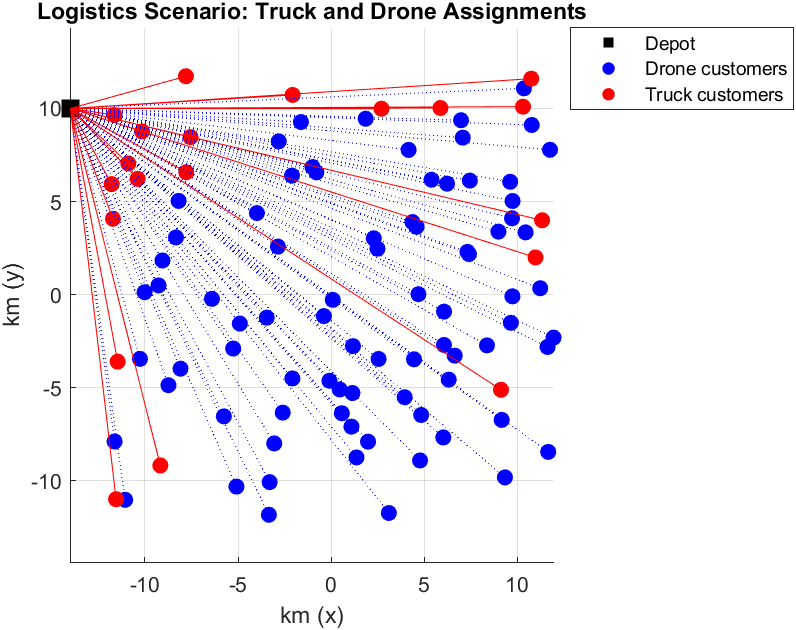 Logistics Scenario: Truck and Drone Assignments
Depot
Drone customers
Truck customers
10
5
0
-5
-10
km (y)
-10
-5
0
5
10
km (x)